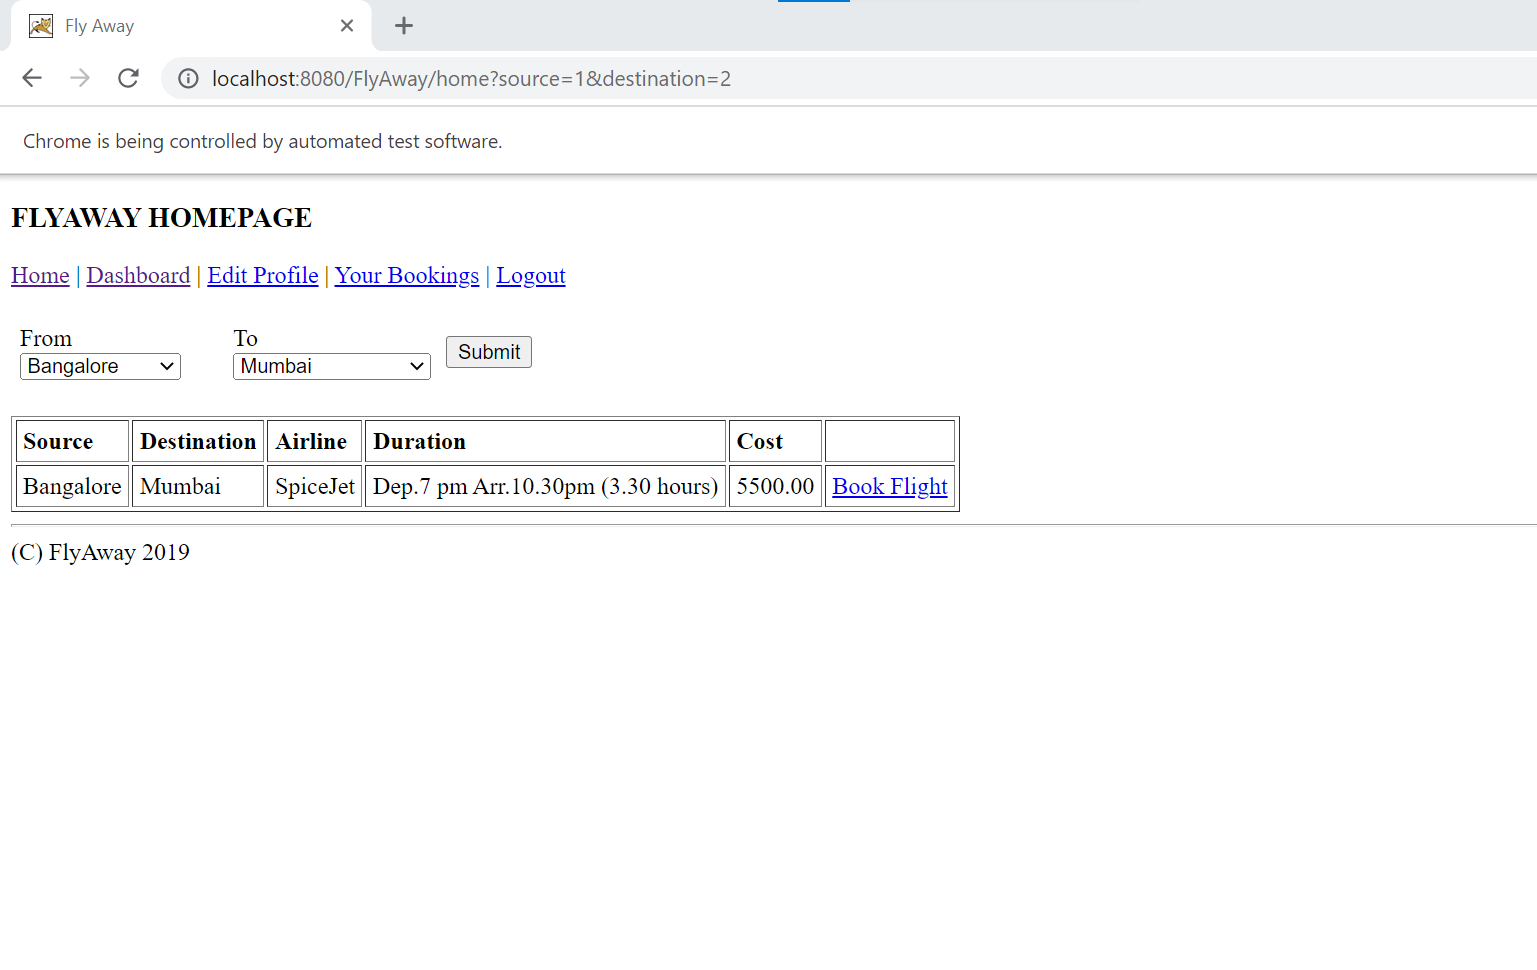 Fly Away
localhost:8080/FlyAway/home?source=1&destination=2
Chrome is being controlled by automated test software.
FLYAWAY HOMEPAGE
Home | Dashboard | Edit Profile | Your Bookings | Logout
From To
Bangalore Mumbai Submit
Source Destination Airline Duration Cost
Bangalore Mumbai SpiceJet Dep.7 pm Arr.10.30pm (3.30 hours) 5500.00 Book Flight
(C) FlyAway 2019